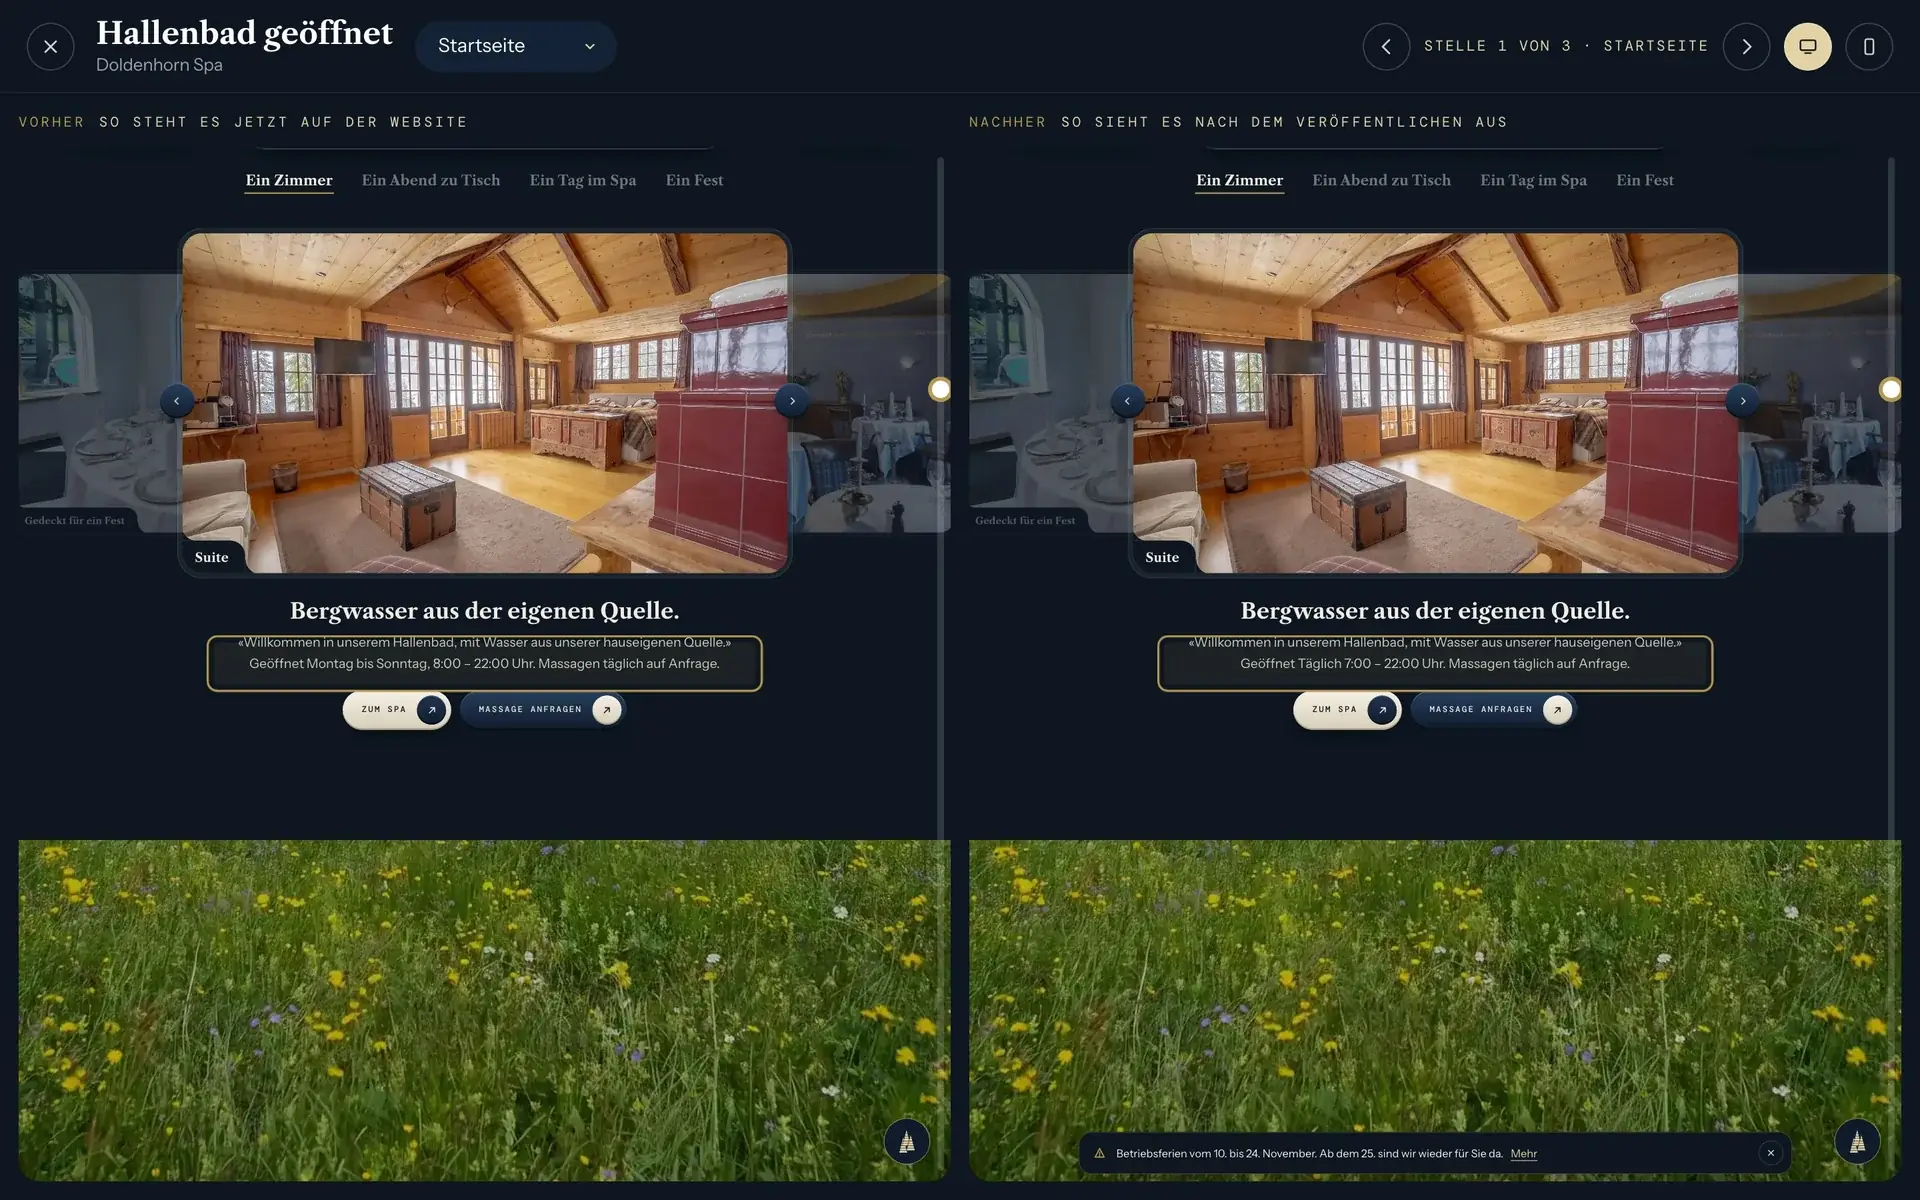 Hallenbad geöffnet
Doldenhorn Spa
Startseite
STELLE 1 VON 3 · STARTSEITE
VORHER SO STEHT ES JETZT AUF DER WEBSITE
Ein Zimmer Ein Abend zu Tisch Ein Tag im Spa Ein Fest
Gedeckt für ein Fest
Suite
Bergwasser aus der eigenen Quelle.
«Willkommen in unserem Hallenbad, mit Wasser aus unserer hauseigenen Quelle.»
Geöffnet Montag bis Sonntag, 8:00 – 22:00 Uhr. Massagen täglich auf Anfrage.
ZUM SPA
MASSAGE ANFRAGEN
NACHHER SO SIEHT ES NACH DEM VERÖFFENTLICHEN AUS
Ein Zimmer Ein Abend zu Tisch Ein Tag im Spa Ein Fest
Gedeckt für ein Fest
Suite
Bergwasser aus der eigenen Quelle.
«Willkommen in unserem Hallenbad, mit Wasser aus unserer hauseigenen Quelle.»
Geöffnet Täglich 7:00 – 22:00 Uhr. Massagen täglich auf Anfrage.
ZUM SPA
MASSAGE ANFRAGEN
Betriebsferien vom 10. bis 24. November. Ab dem 25. sind wir wieder für Sie da. Mehr